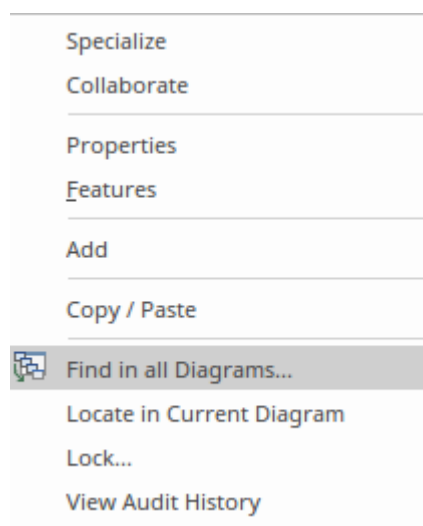 Specialize
Collaborate
Properties
Features
Add
Copy / Paste
Find in all Diagrams...
Locate in Current Diagram
Lock...
View Audit History